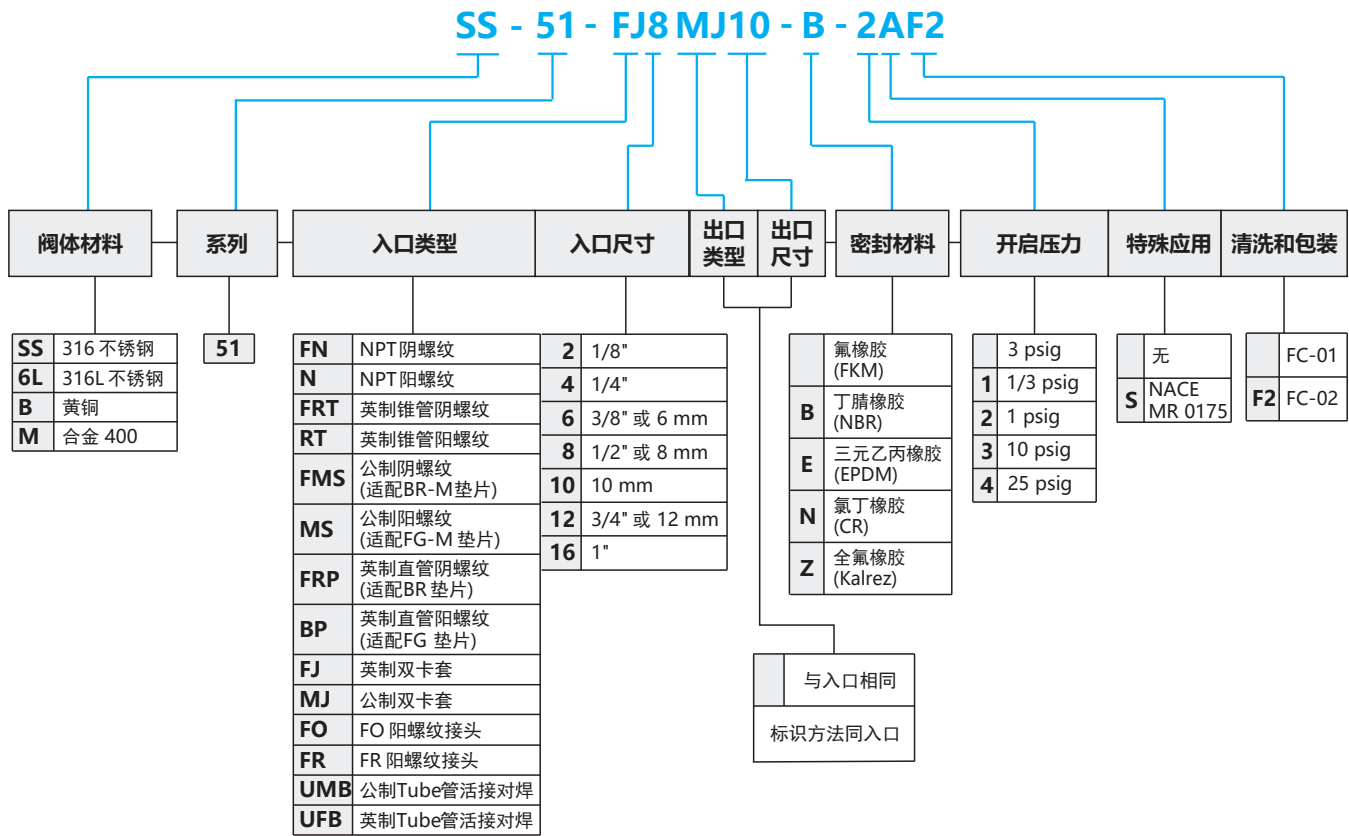 SS - 51 - FJ8 MJ10 - B - 2AF2
阀体材料
系列
入口类型
入口尺寸
出口
类型
出口
尺寸
密封材料
开启压力
特殊应用
清洗和包装
SS 316 不锈钢
6L 316L 不锈钢
B 黄铜
M 合金 400
51
FN NPT阴螺纹
N NPT阳螺纹
FRT 英制锥管阴螺纹
RT 英制锥管阳螺纹
FMS 公制阴螺纹
(适配BR-M垫片)
MS 公制阳螺纹
(适配FG-M 垫片)
FRP 英制直管阴螺纹
(适配BR 垫片)
BP 英制直管阳螺纹
(适配FG 垫片)
FJ 英制双卡套
MJ 公制双卡套
FO FO 阳螺纹接头
FR FR 阳螺纹接头
UMB 公制Tube管活接对焊
UFB 英制Tube管活接对焊
2 1/8"
4 1/4"
6 3/8" 或 6 mm
8 1/2" 或 8 mm
10 10 mm
12 3/4" 或 12 mm
16 1"
与入口相同
标识方法同入口
氟橡胶
(FKM)
B 丁腈橡胶
(NBR)
E 三元乙丙橡胶
(EPDM)
N 氯丁橡胶
(CR)
Z 全氟橡胶
(Kalrez)
3 psig
1 1/3 psig
2 1 psig
3 10 psig
4 25 psig
无
S NACE
MR 0175
FC-01
F2 FC-02